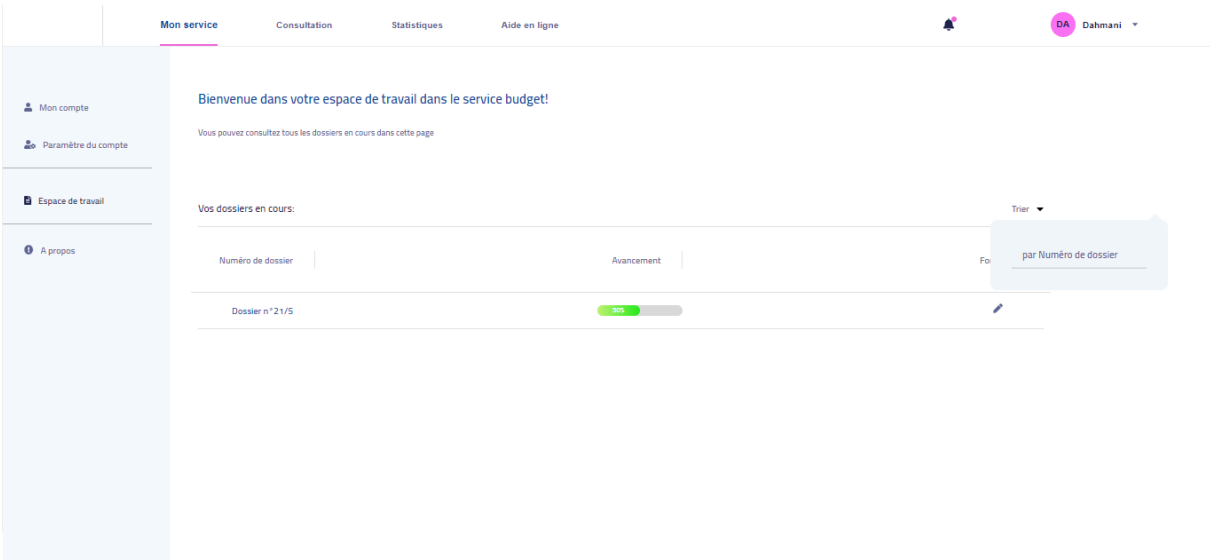 Mon service Consultation Statistiques Aide en ligne DA Dahmani
Mon compte
Paramètre du compte
Espace de travail
A propos
Bienvenue dans votre espace de travail dans le service budget!
Vous pouvez consultez tous les dossiers en cours dans cette page
Vos dossiers en cours: Trier
par Numéro de dossier
Numéro de dossier Avancement Fo
Dossier n°21/5